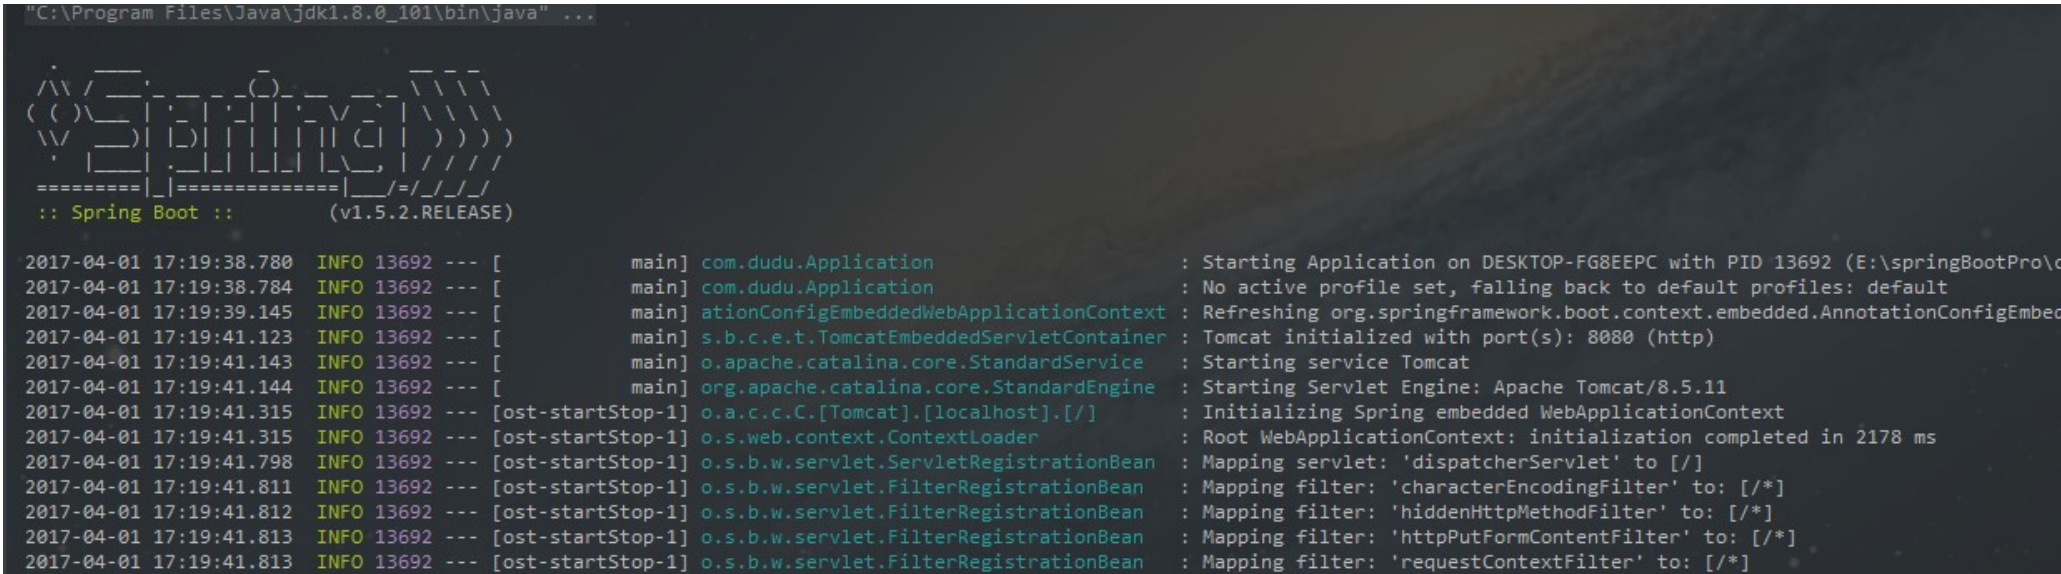 "C:\Program Files\Java\jdk1.8.0_101\bin\java" ...
Spring
:: Spring Boot ::        (v1.5.2.RELEASE)
2017-04-01 17:19:38.780  INFO 13692 --- [           main] com.dudu.Application                     : Starting Application on DESKTOP-FG8EEPC with PID 13692 (E:\springBootPro\c
2017-04-01 17:19:38.784  INFO 13692 --- [           main] com.dudu.Application                     : No active profile set, falling back to default profiles: default
2017-04-01 17:19:39.145  INFO 13692 --- [           main] ationConfigEmbeddedWebApplicationContext : Refreshing org.springframework.boot.context.embedded.AnnotationConfigEmbed
2017-04-01 17:19:41.123  INFO 13692 --- [           main] s.b.c.e.t.TomcatEmbeddedServletContainer : Tomcat initialized with port(s): 8080 (http)
2017-04-01 17:19:41.143  INFO 13692 --- [           main] o.apache.catalina.core.StandardService   : Starting service Tomcat
2017-04-01 17:19:41.144  INFO 13692 --- [           main] org.apache.catalina.core.StandardEngine  : Starting Servlet Engine: Apache Tomcat/8.5.11
2017-04-01 17:19:41.315  INFO 13692 --- [ost-startStop-1] o.a.c.c.C.[Tomcat].[localhost].[/]       : Initializing Spring embedded WebApplicationContext
2017-04-01 17:19:41.315  INFO 13692 --- [ost-startStop-1] o.s.web.context.ContextLoader            : Root WebApplicationContext: initialization completed in 2178 ms
2017-04-01 17:19:41.798  INFO 13692 --- [ost-startStop-1] o.s.b.w.servlet.ServletRegistrationBean  : Mapping servlet: 'dispatcherServlet' to [/]
2017-04-01 17:19:41.811  INFO 13692 --- [ost-startStop-1] o.s.b.w.servlet.FilterRegistrationBean   : Mapping filter: 'characterEncodingFilter' to: [/*]
2017-04-01 17:19:41.812  INFO 13692 --- [ost-startStop-1] o.s.b.w.servlet.FilterRegistrationBean   : Mapping filter: 'hiddenHttpMethodFilter' to: [/*]
2017-04-01 17:19:41.813  INFO 13692 --- [ost-startStop-1] o.s.b.w.servlet.FilterRegistrationBean   : Mapping filter: 'httpPutFormContentFilter' to: [/*]
2017-04-01 17:19:41.813  INFO 13692 --- [ost-startStop-1] o.s.b.w.servlet.FilterRegistrationBean   : Mapping filter: 'requestContextFilter' to: [/*]